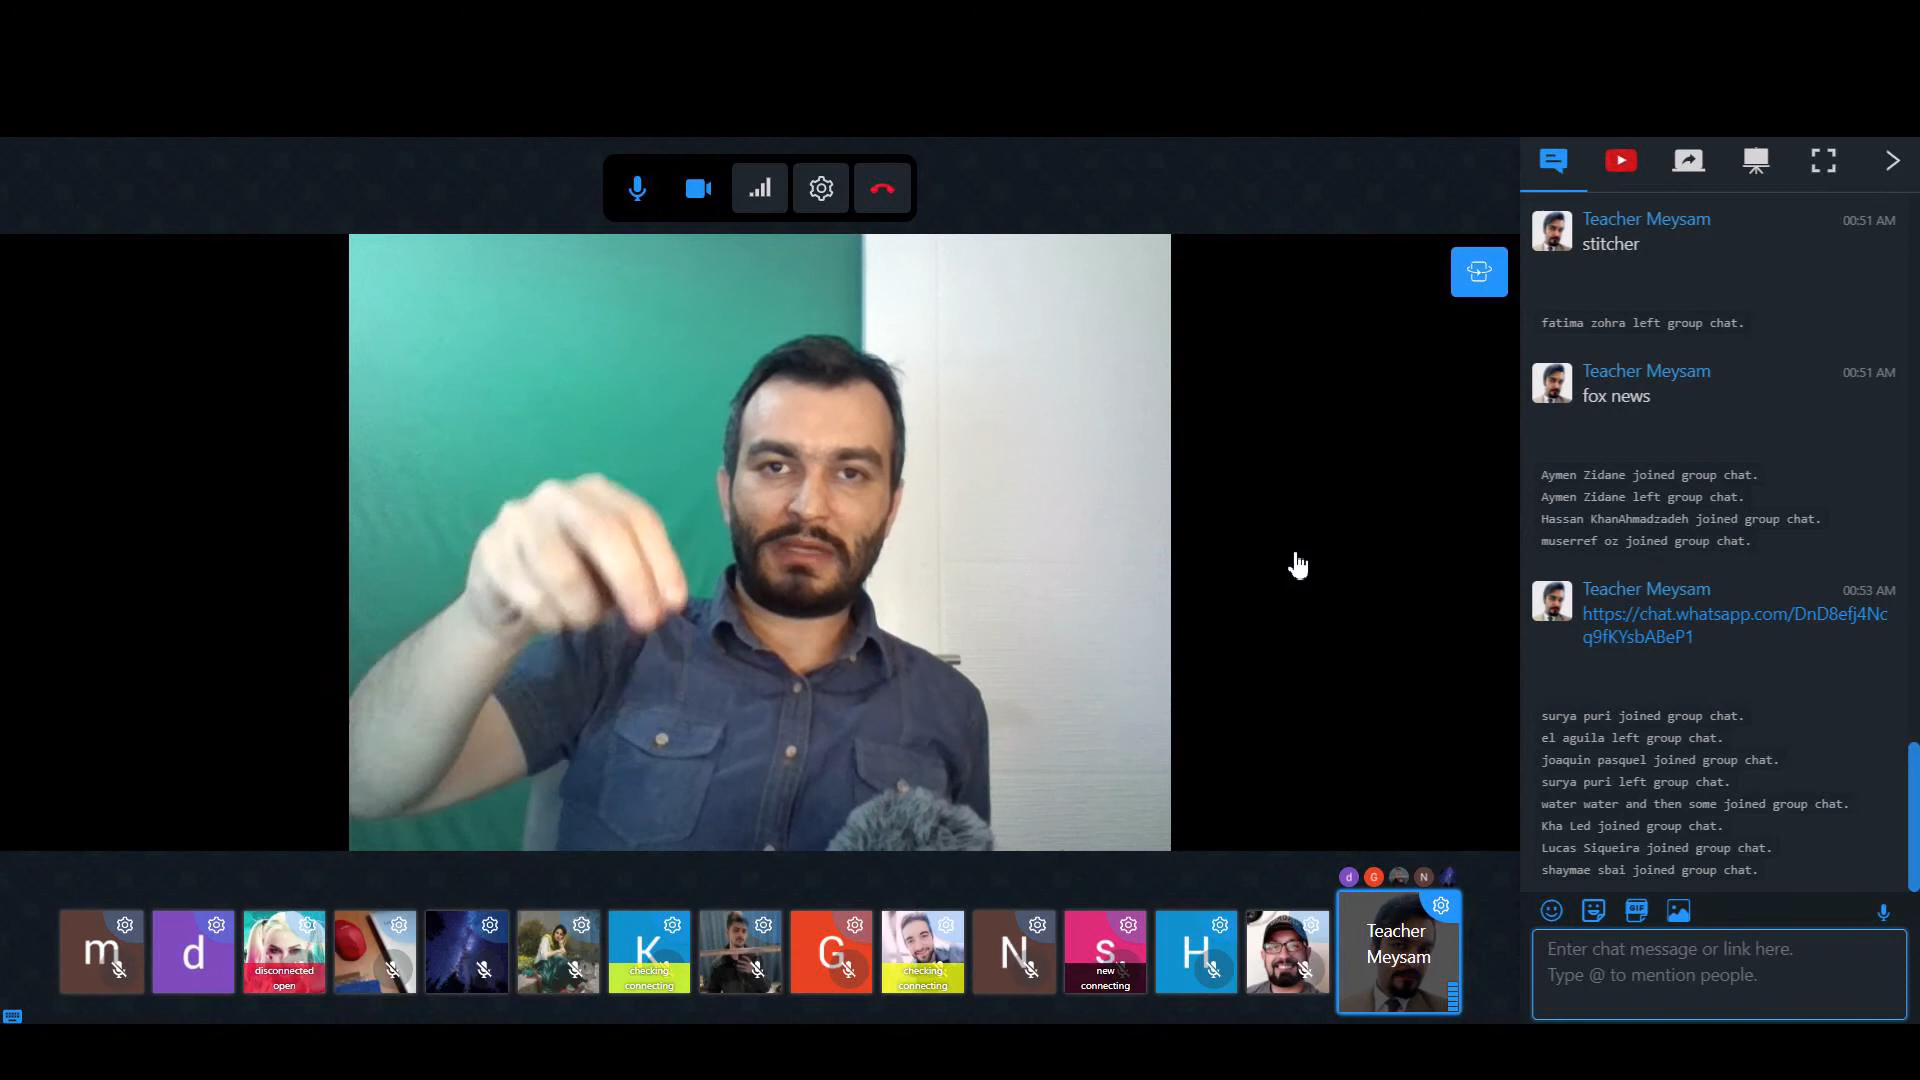 Teacher Meysam 00:51 AM
stitcher
fatima zohra left group chat.
Teacher Meysam 00:51 AM
fox news
Aymen Zidane joined group chat.
Aymen Zidane left group chat.
Hassan KhanAhmadzadeh joined group chat.
muserref oz joined group chat.
Teacher Meysam 00:53 AM
https://chat.whatsapp.com/DnD8efj4Nc
q9fKYsbABeP1
surya puri joined group chat.
el aguila left group chat.
joaquin pasquel joined group chat.
surya puri left group chat.
water water and then some joined group chat.
Kha Led joined group chat.
Lucas Siqueira joined group chat.
shaymae sbai joined group chat.
GIF
Enter chat message or link here.
Type @ to mention people.
d G N
m
d
disconnected
open
K
checking
connecting
G
checking
connecting
N
s
new
connecting
H
Teacher
Meysam